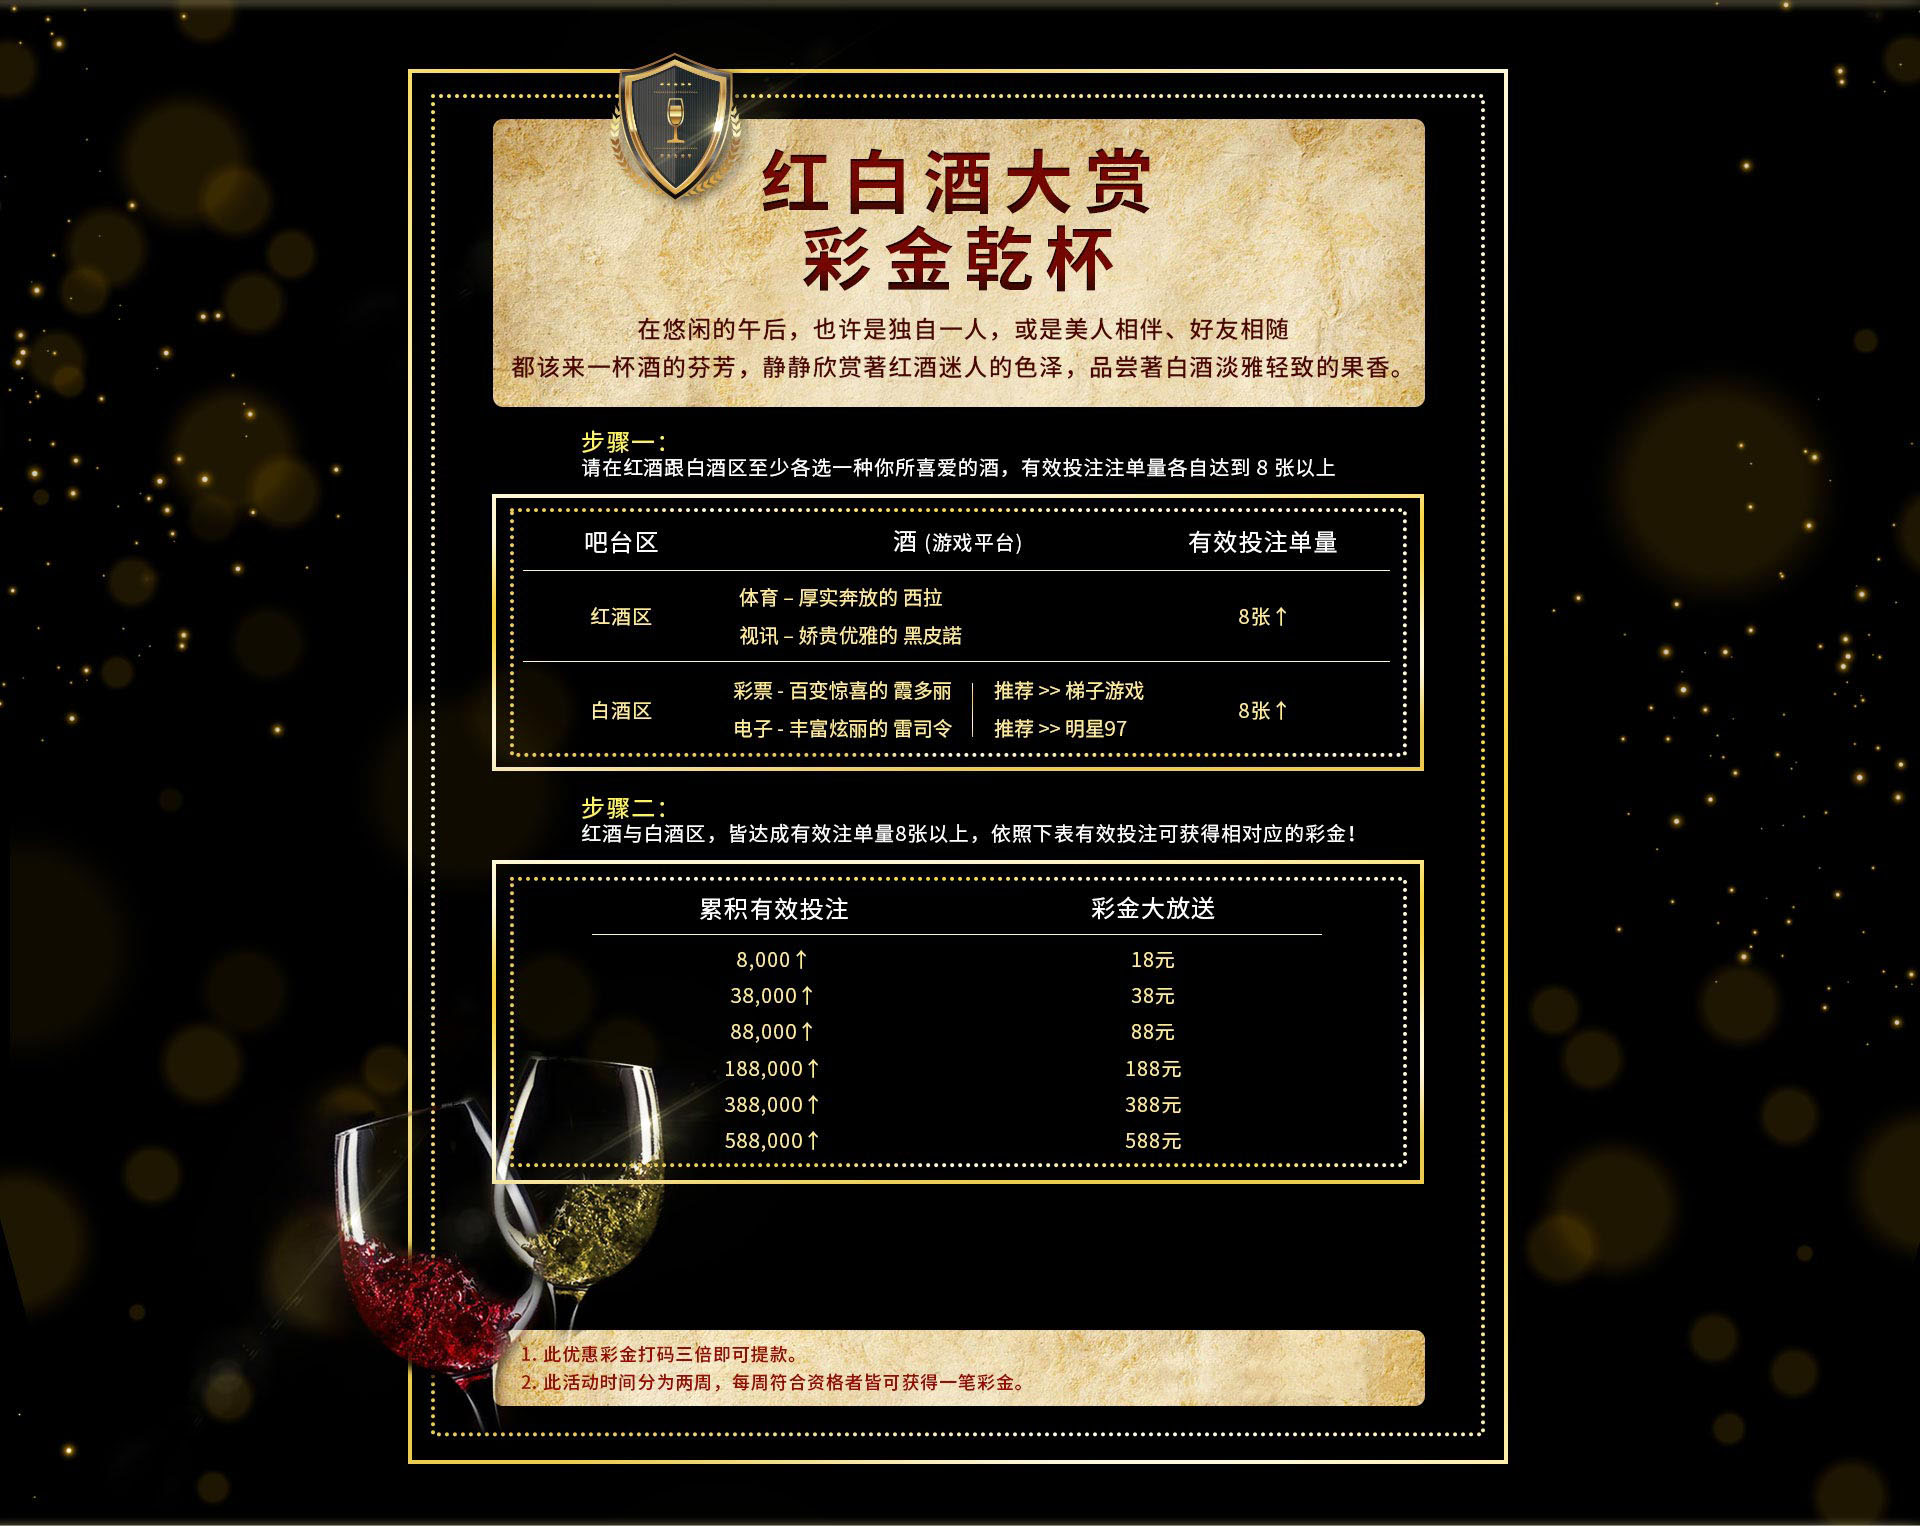 红白酒大赏
彩金乾杯
在悠闲的午后，也许是独自一人，或是美人相伴、好友相随
都该来一杯酒的芬芳，静静欣赏著红酒迷人的色泽，品尝著白酒淡雅轻致的果香。
步骤一：
请在红酒跟白酒区至少各选一种你所喜爱的酒，有效投注注单量各自达到 8 张以上
吧台区 酒 (游戏平台) 有效投注单量
体育 – 厚实奔放的 西拉
红酒区 8张↑
视讯 – 娇贵优雅的 黑皮諾
彩票 - 百变惊喜的 霞多丽 推荐 >> 梯子游戏
白酒区 8张↑
电子 - 丰富炫丽的 雷司令 推荐 >> 明星97
步骤二：
红酒与白酒区，皆达成有效注单量8张以上，依照下表有效投注可获得相对应的彩金！
累积有效投注 彩金大放送
8,000↑ 18元
38,000↑ 38元
88,000↑ 88元
188,000↑ 188元
388,000↑ 388元
588,000↑ 588元
1. 此优惠彩金打码三倍即可提款。
2. 此活动时间分为两周，每周符合资格者皆可获得一笔彩金。